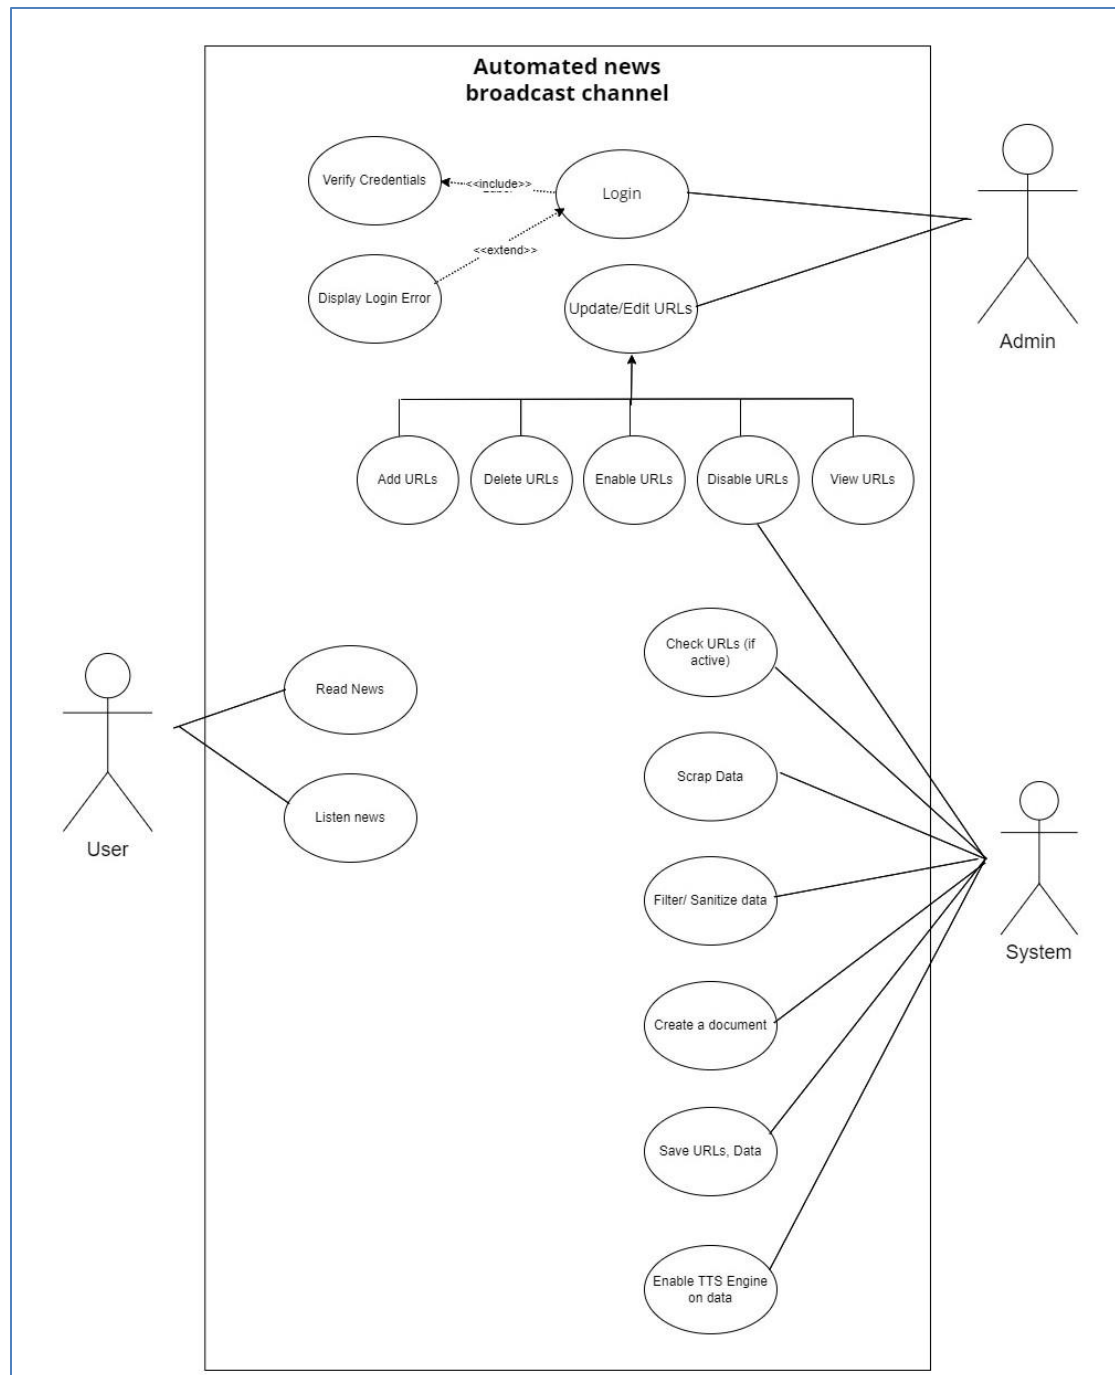 Automated news
broadcast channel
Verify Credentials
<<include>>
Login
<<extend>>
Display Login Error
Update/Edit URLs
Admin
Add URLs
Delete URLs
Enable URLs
Disable URLs
View URLs
Check URLs (if
active)
Read News
Scrap Data
Listen news
User
Filter/ Sanitize data
System
Create a document
Save URLs, Data
Enable TTS Engine
on data